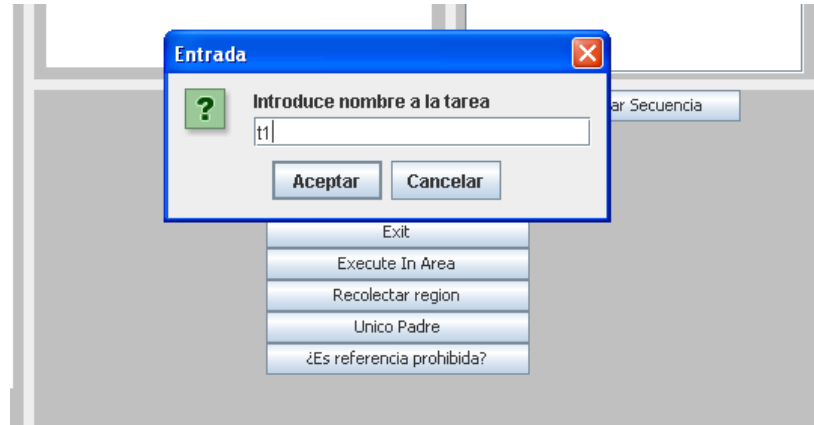 Entrada
?
Introduce nombre a la tarea
t1
ar Secuencia
Aceptar Cancelar
Exit
Execute In Area
Recolectar region
Unico Padre
¿Es referencia prohibida?